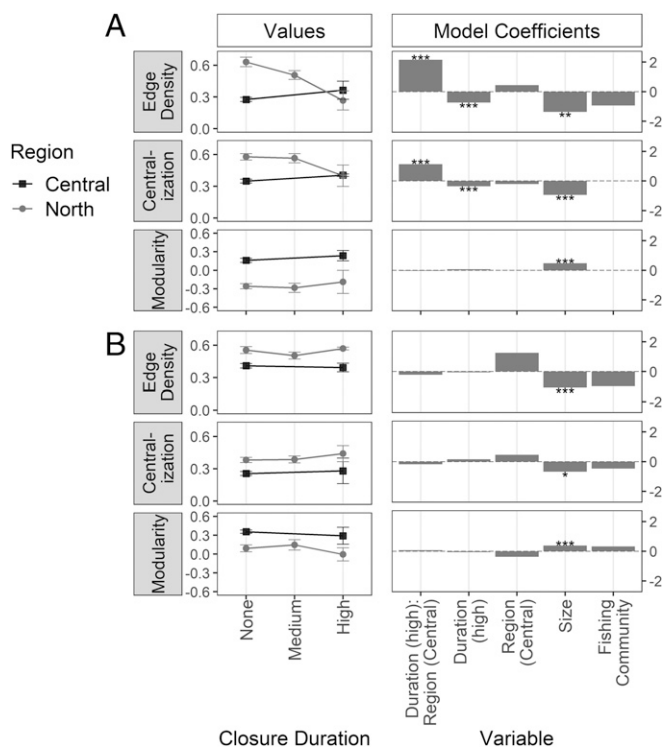 A
Values
Model Coefficients
Edge
Density
0.6
0.3
0.0
***
***
**
2
0
-2
Region
Central
North
Central-
ization
0.6
0.3
0.0
***
***
***
2
0
-2
Modularity
0.6
0.3
0.0
-0.3
-0.6
***
2
0
-2
B
Edge
Density
0.6
0.3
0.0
***
2
0
-2
Central-
ization
0.6
0.3
0.0
*
2
0
-2
Modularity
0.6
0.3
0.0
-0.3
-0.6
***
2
0
-2
None
Medium
High
Duration (high):
Region (Central)
Duration
(high)
Region
(Central)
Size
Fishing
Community
Closure Duration
Variable